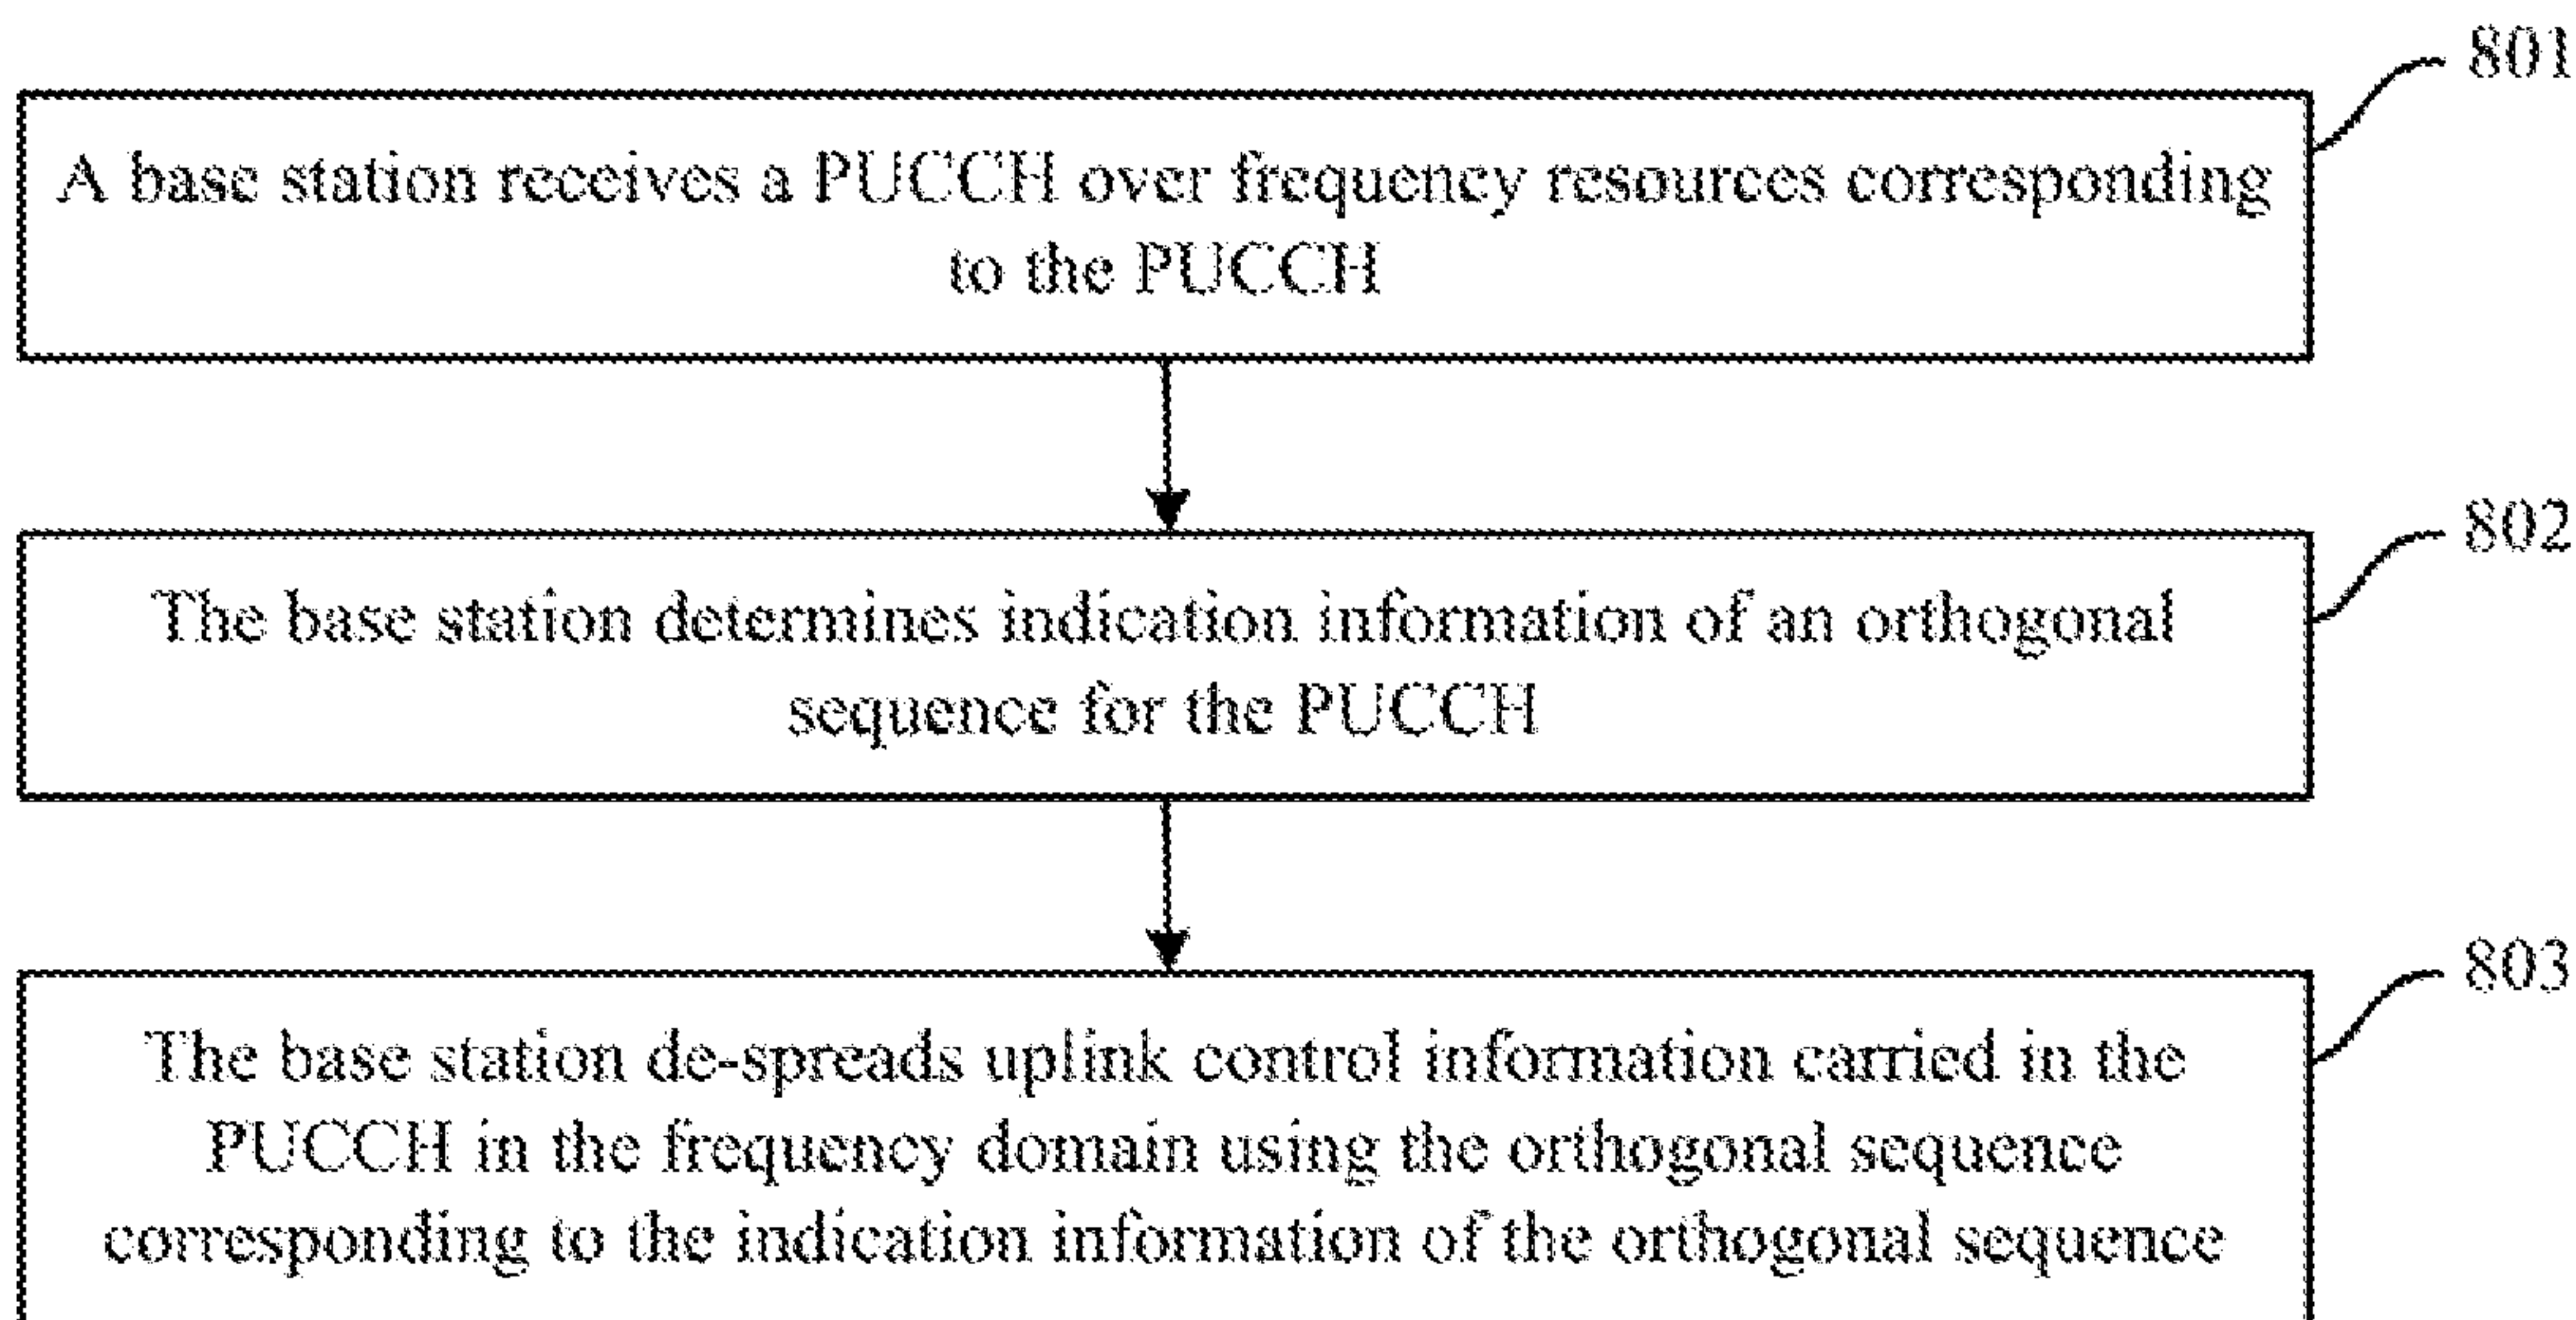 801
A base station receives a PUCCH over frequency resources corresponding
to the PUCCH
802
The base station determines indication information of an orthogonal
sequence for the PUCCH
803
The base station de-spreads uplink control information carried in the
PUCCH in the frequency domain using the orthogonal sequence
corresponding to the indication information of the orthogonal sequence